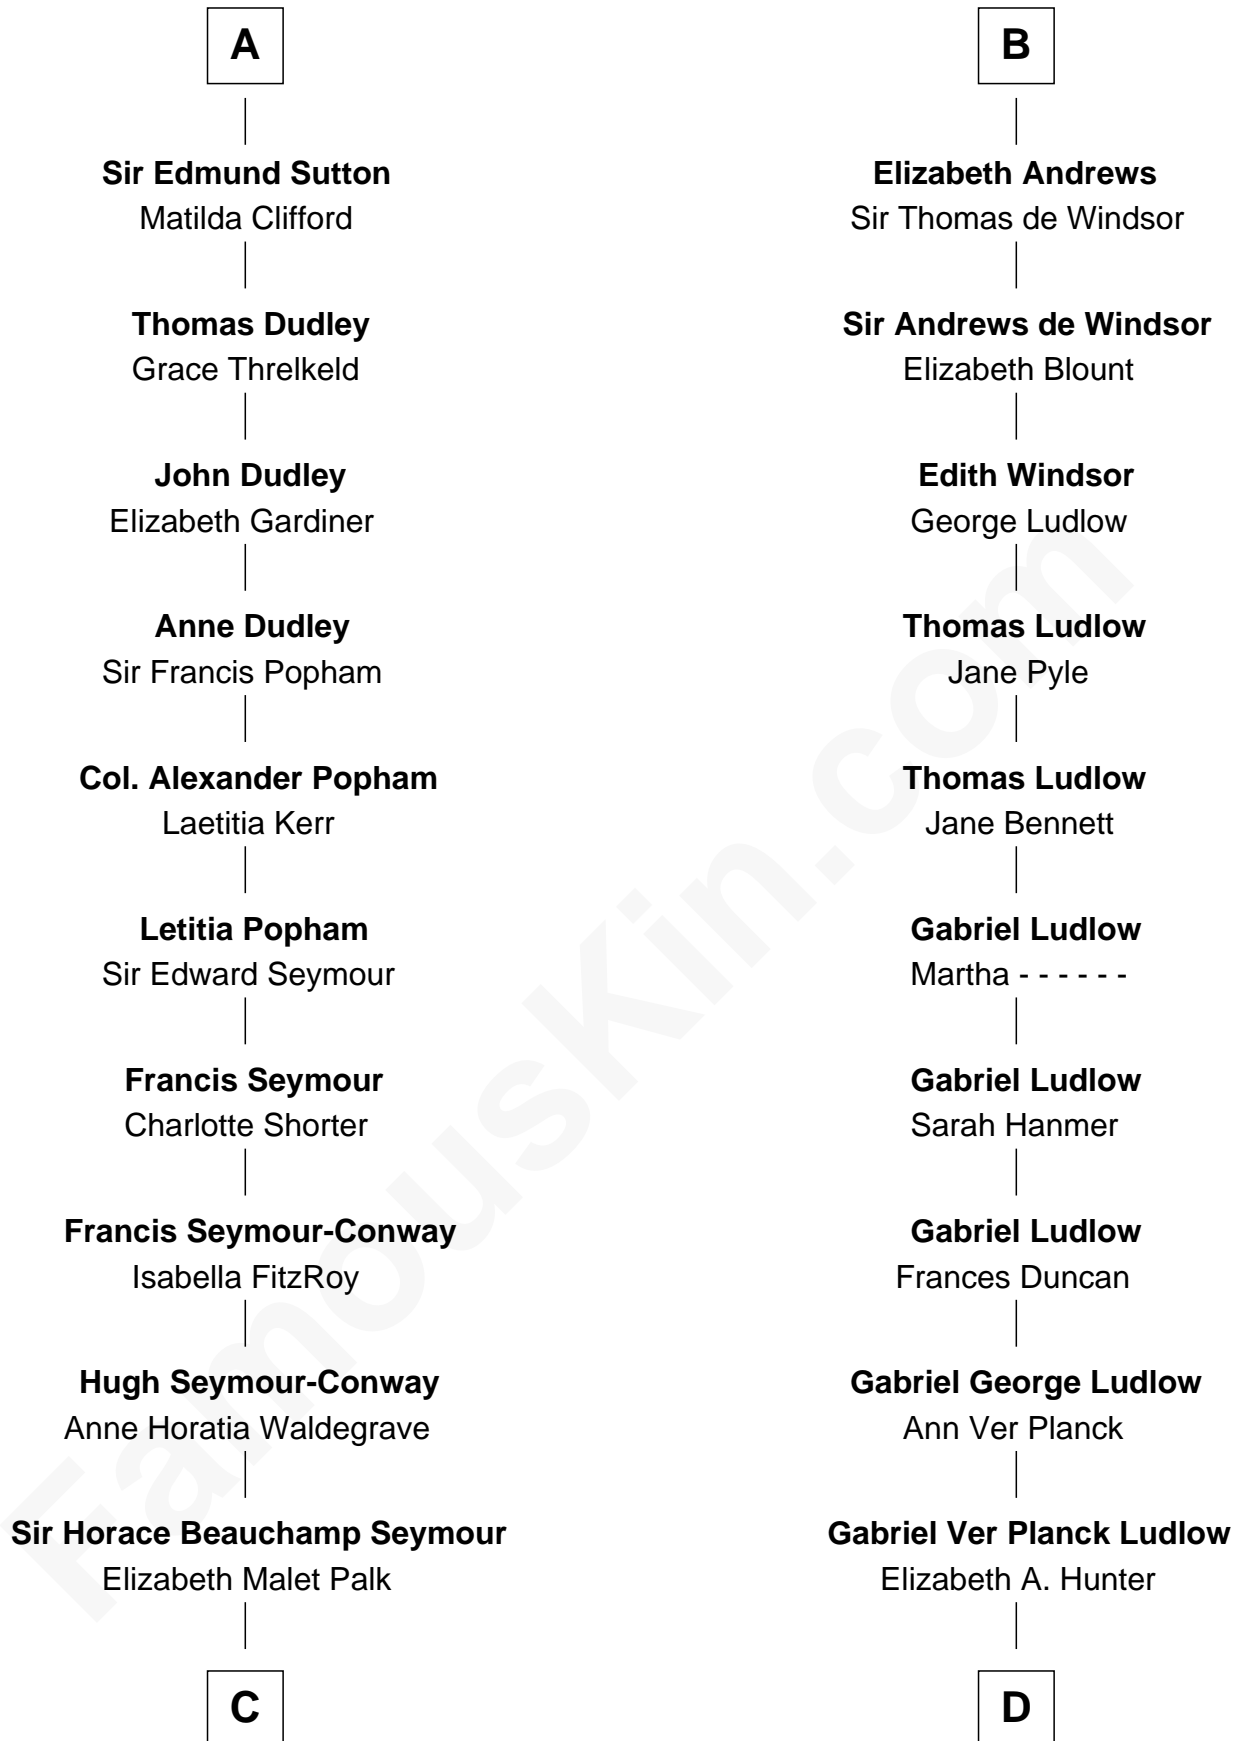 A
Sir Edmund Sutton
Matilda Clifford
Thomas Dudley
Grace Threlkeld
John Dudley
Elizabeth Gardiner
Anne Dudley
Sir Francis Popham
Col. Alexander Popham
Laetitia Kerr
Letitia Popham
Sir Edward Seymour
Francis Seymour
Charlotte Shorter
Francis Seymour-Conway
Isabella FitzRoy
Hugh Seymour-Conway
Anne Horatia Waldegrave
Sir Horace Beauchamp Seymour
Elizabeth Malet Palk
C
B
Elizabeth Andrews
Sir Thomas de Windsor
Sir Andrews de Windsor
Elizabeth Blount
Edith Windsor
George Ludlow
Thomas Ludlow
Jane Pyle
Thomas Ludlow
Jane Bennett
Gabriel Ludlow
Martha - - - - - -
Gabriel Ludlow
Sarah Hanmer
Gabriel Ludlow
Frances Duncan
Gabriel George Ludlow
Ann Ver Planck
Gabriel Ver Planck Ludlow
Elizabeth A. Hunter
D
FamousKin.com